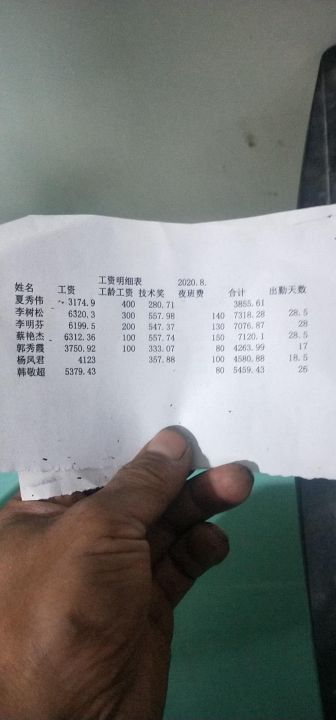 工资明细表 2020.8.
姓名 工资 工龄工资 技术奖 夜班费 合计 出勤天数
夏秀伟 3174.9 400 280.71 3855.61
李树松 6320.3 300 557.98 140 7318.28 28.5
李明芬 6199.5 200 547.37 130 7076.87 28
蔡艳杰 6312.36 100 557.74 150 7120.1 28.5
郭秀霞 3750.92 100 333.07 80 4263.99 17
杨凤君 4123 357.88 100 4580.88 18.5
韩敬超 5379.43 80 5459.43 26